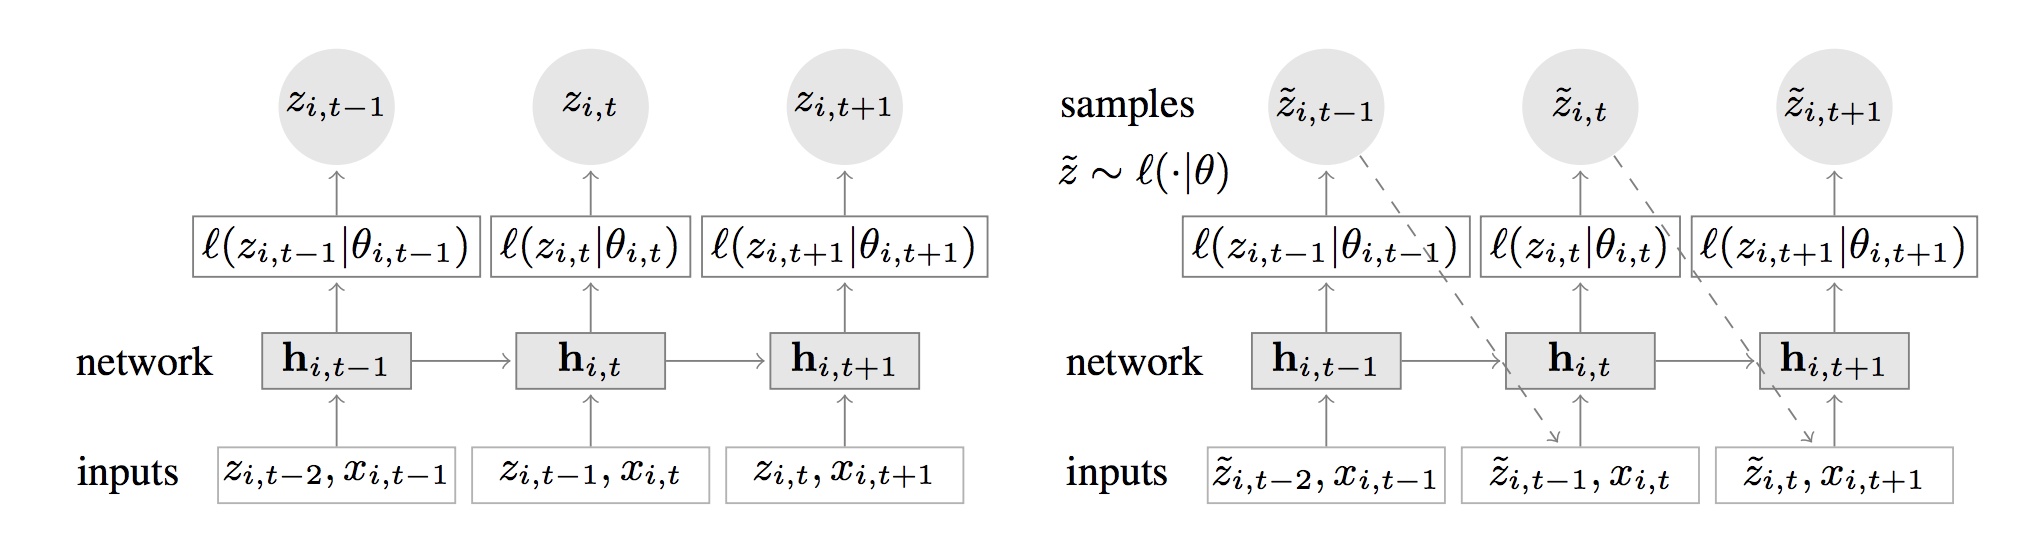 z_{i,t−1} z_{i,t} z_{i,t+1}
ℓ(z_{i,t−1}|θ_{i,t−1}) ℓ(z_{i,t}|θ_{i,t}) ℓ(z_{i,t+1}|θ_{i,t+1})
network h_{i,t−1} h_{i,t} h_{i,t+1}
inputs z_{i,t−2}, x_{i,t−1} z_{i,t−1}, x_{i,t} z_{i,t}, x_{i,t+1}
samples z̃_{i,t−1} z̃_{i,t} z̃_{i,t+1}
z̃ ∼ ℓ(·|θ)
ℓ(z_{i,t−1}|θ_{i,t−1}) ℓ(z_{i,t}|θ_{i,t}) ℓ(z_{i,t+1}|θ_{i,t+1})
network h_{i,t−1} h_{i,t} h_{i,t+1}
inputs z̃_{i,t−2}, x_{i,t−1} z̃_{i,t−1}, x_{i,t} z̃_{i,t}, x_{i,t+1}